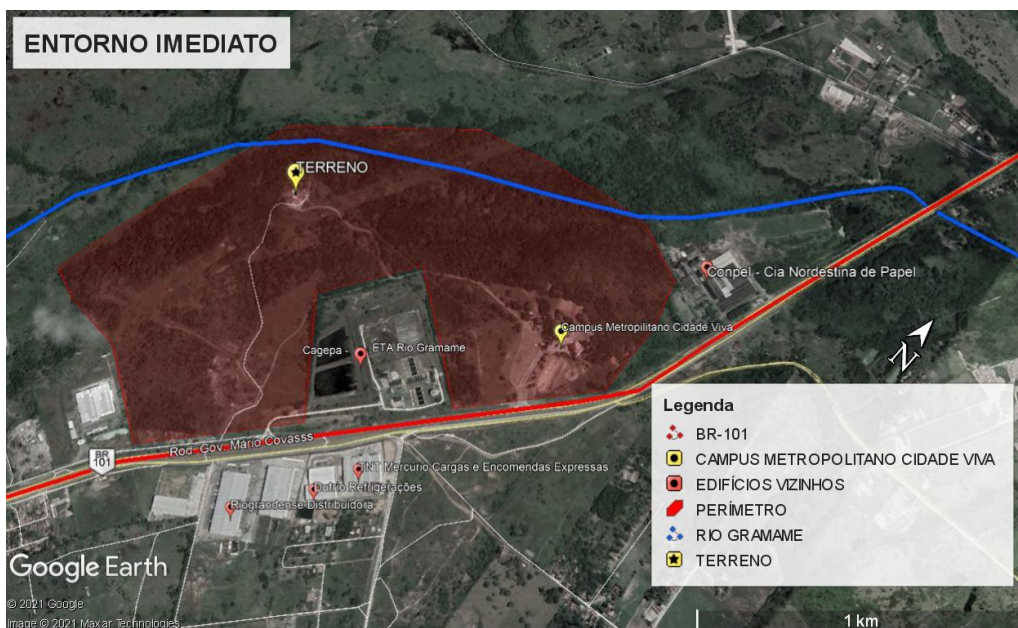 ENTORNO IMEDIATO
TERRENO
Conpel - Cia Nordestina de Papel
Campus Metropilitano Cidade Viva
Cagepa - ETA Rio Gramame
N
Rod. Gov. Mário Covasss
BR
101
TNT Mercúrio Cargas e Encomendas Expressas
Dufrio Refrigerações
Riograndense Distribuidora
Legenda
BR-101
CAMPUS METROPOLITANO CIDADE VIVA
EDIFÍCIOS VIZINHOS
PERÍMETRO
RIO GRAMAME
TERRENO
Google Earth
© 2021 Google
Image © 2021 Maxar Technologies
1 km